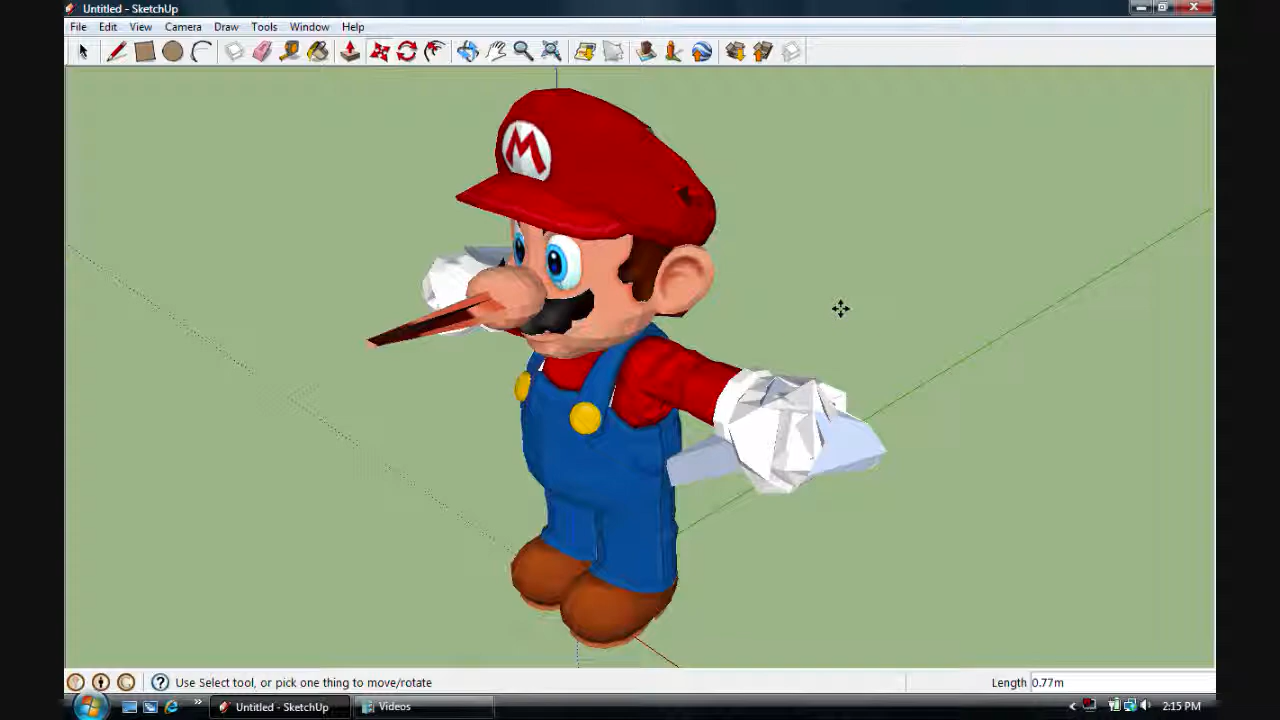 Untitled - SketchUp
File Edit View Camera Draw Tools Window Help
M
Use Select tool, or pick one thing to move/rotate
Length 0.77m
Untitled - SketchUp
Videos
2:15 PM